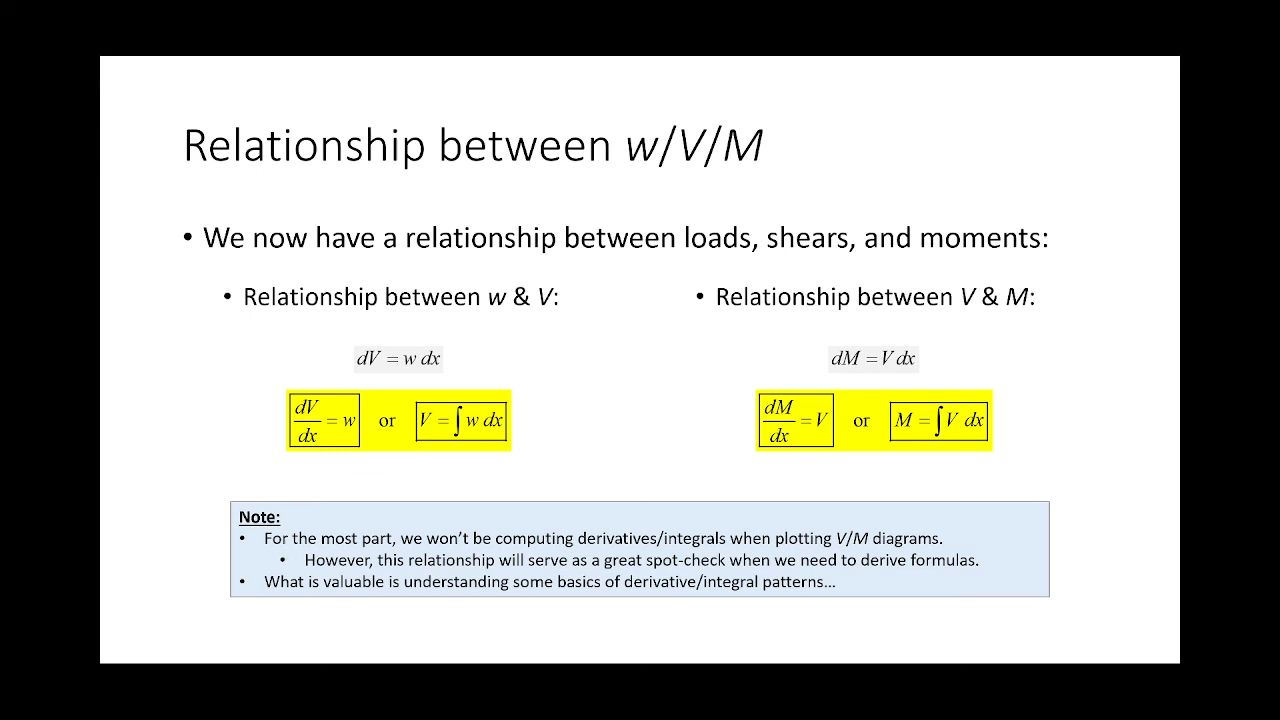 Relationship between w/V/M
• We now have a relationship between loads, shears, and moments:
• Relationship between w & V:
dV = w dx
dV/dx = w or V = ∫ w dx
• Relationship between V & M:
dM = V dx
dM/dx = V or M = ∫ V dx
Note:
• For the most part, we won’t be computing derivatives/integrals when plotting V/M diagrams.
• However, this relationship will serve as a great spot-check when we need to derive formulas.
• What is valuable is understanding some basics of derivative/integral patterns…